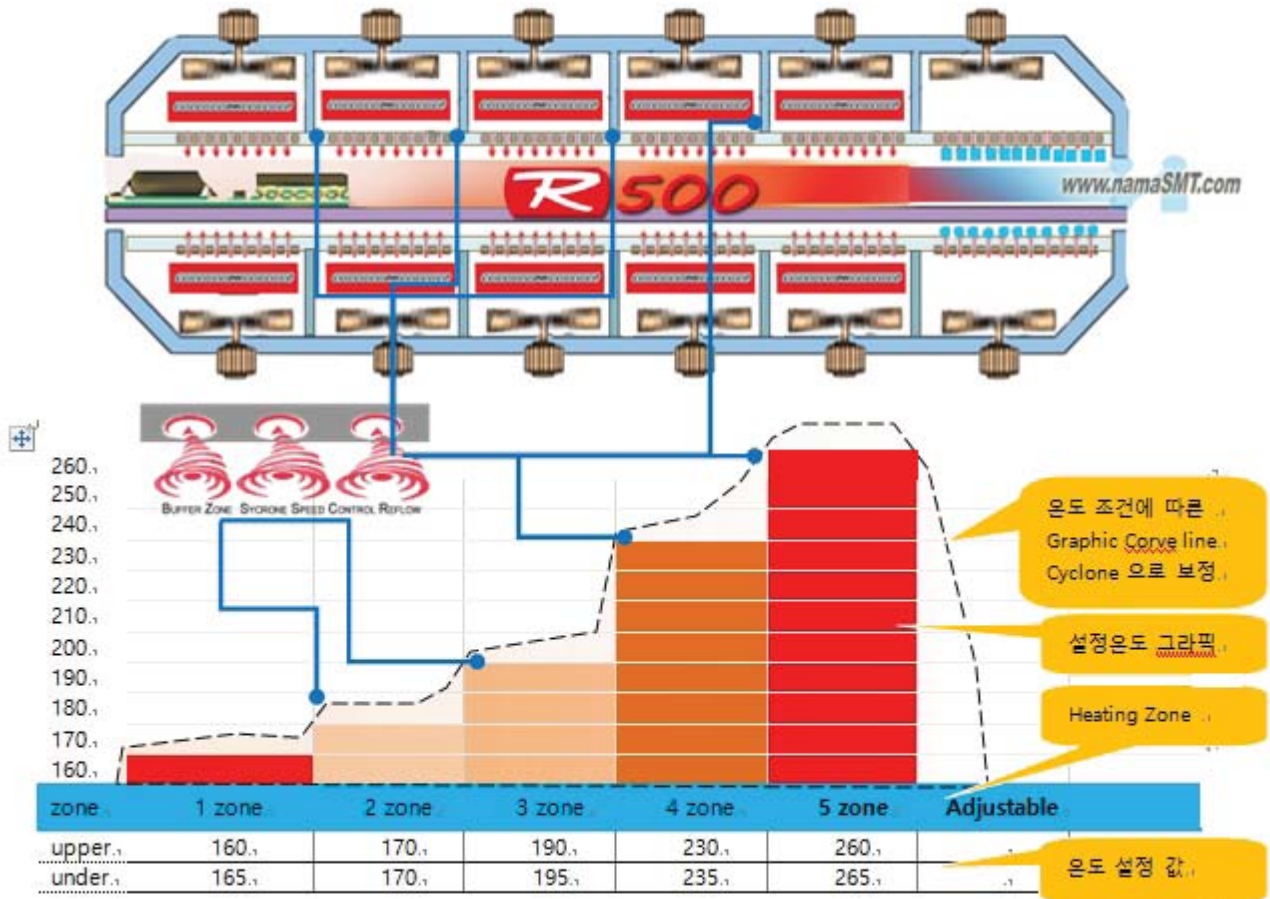 R500
www.namaSMT.com
BUFFER ZONE SYCRONE SPEED CONTROL REFLOW
260.
250.
240.
230.
220.
210.
200.
190.
180.
170.
160.
온도 조건에 따른
Graphic Corve line.
Cyclone 으로 보정.
설정온도 그라픽.
Heating Zone
zone 1 zone 2 zone 3 zone 4 zone 5 zone Adjustable
upper. 160. 170. 190. 230. 260.
under. 165. 170. 195. 235. 265.
온도 설정 값.